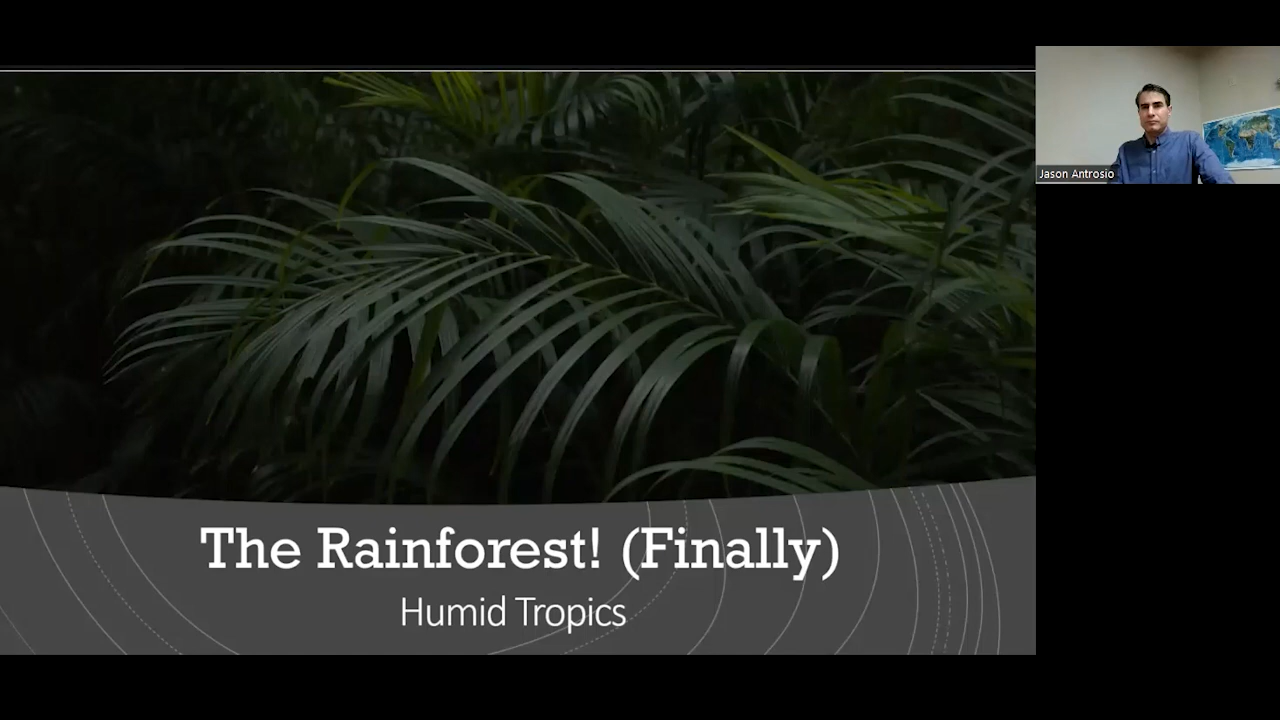 Jason Antrosio
The Rainforest! (Finally)
Humid Tropics